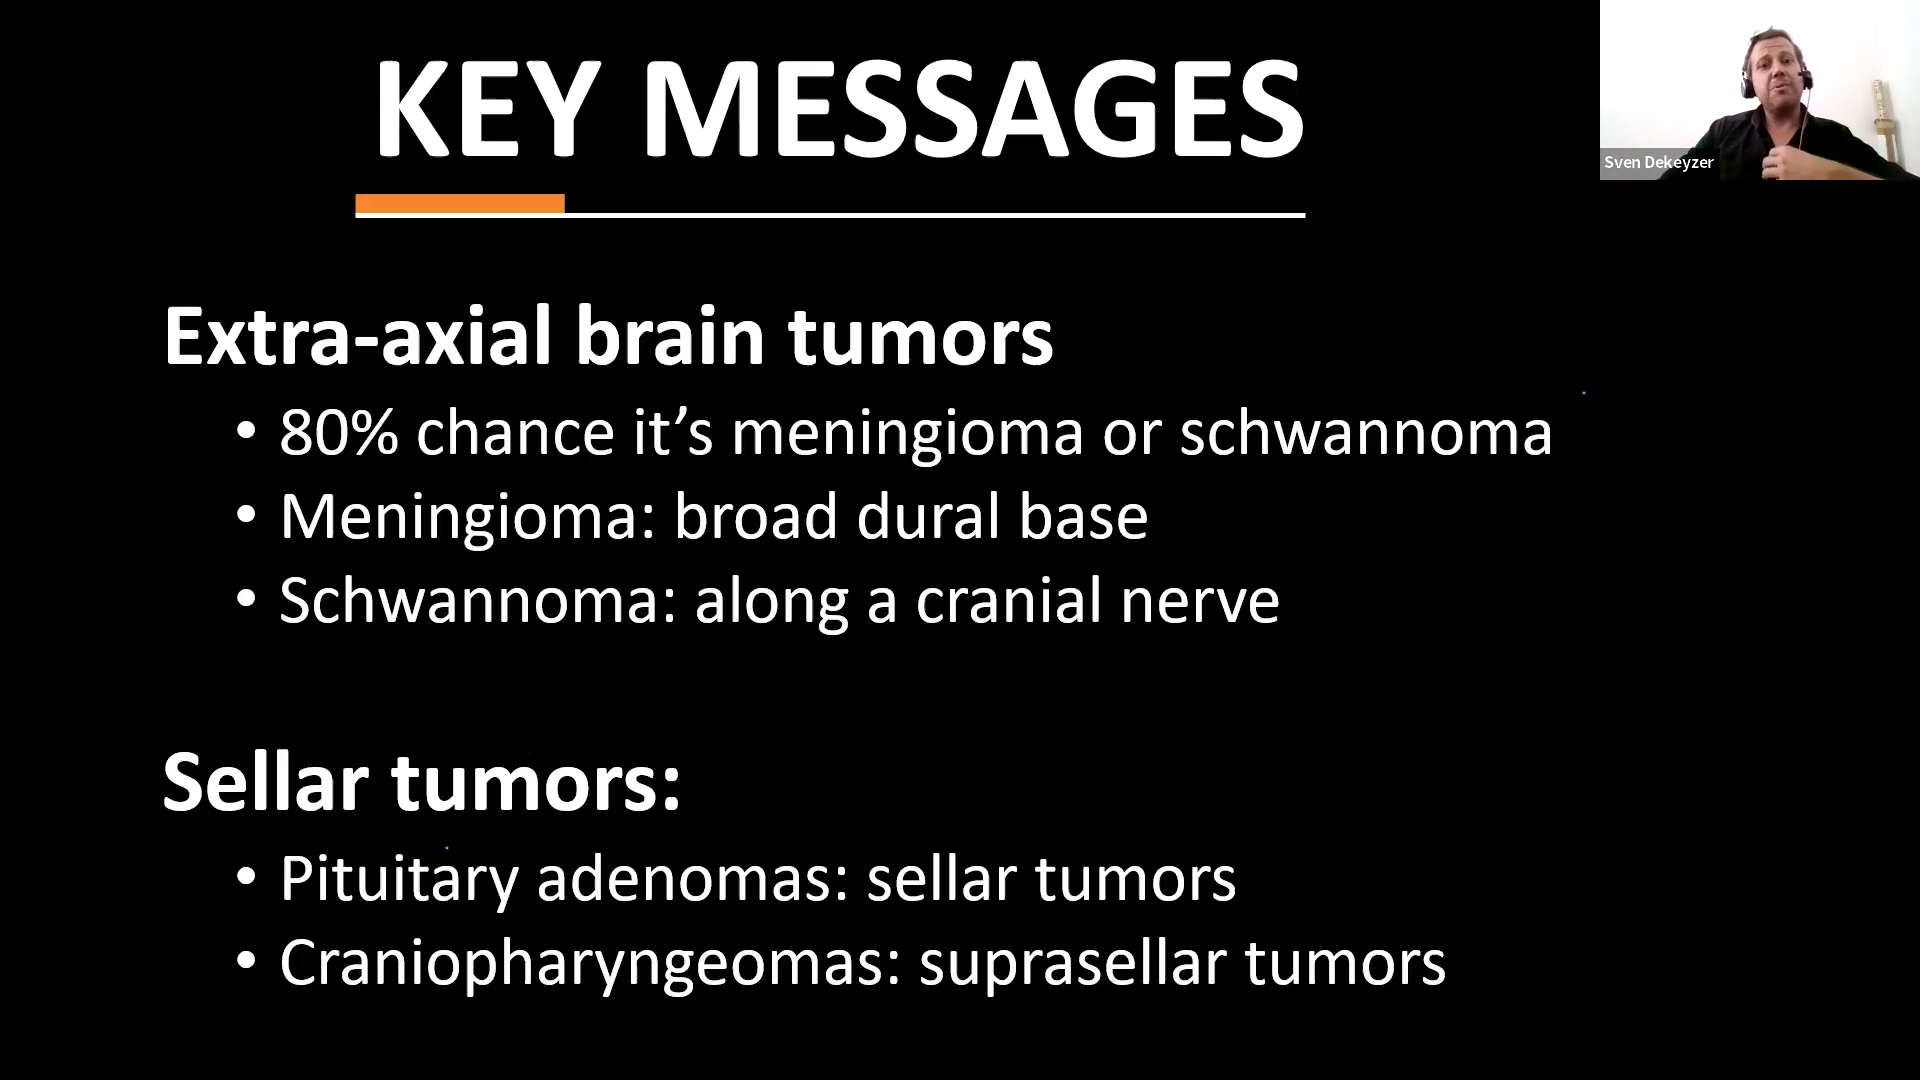 KEY MESSAGES
Sven Dekeyzer
Extra-axial brain tumors
• 80% chance it’s meningioma or schwannoma
• Meningioma: broad dural base
• Schwannoma: along a cranial nerve
Sellar tumors:
• Pituitary adenomas: sellar tumors
• Craniopharyngeomas: suprasellar tumors